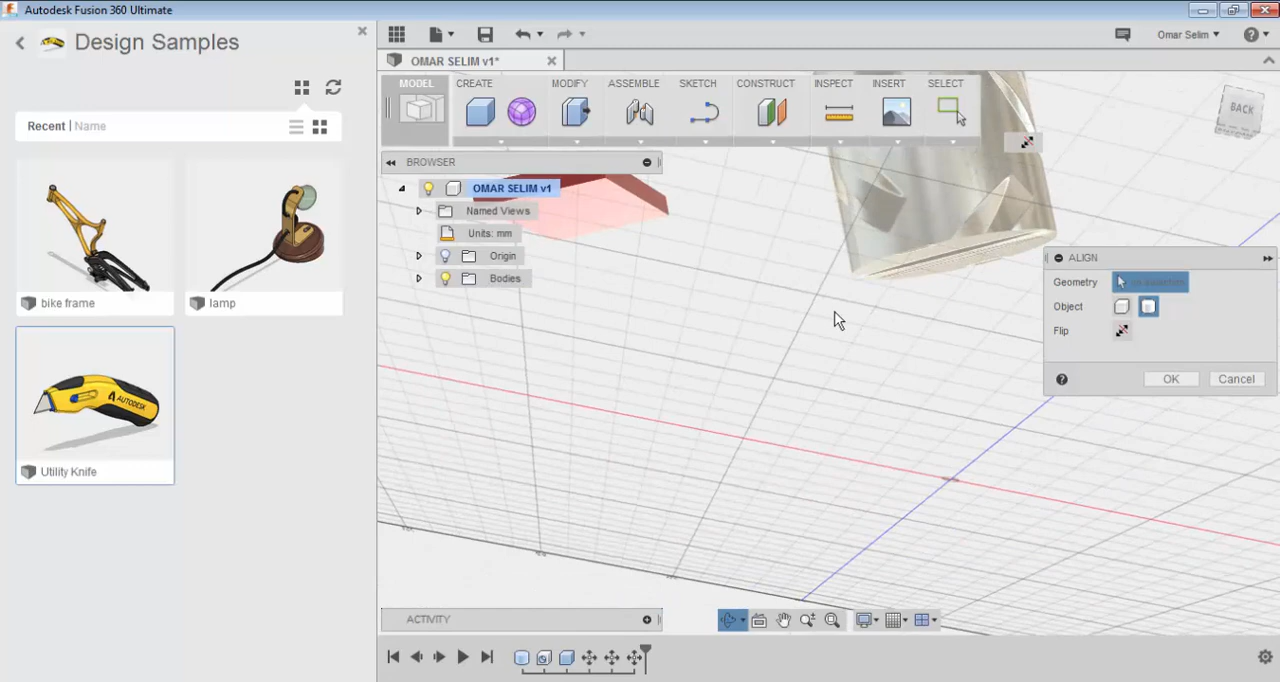 Autodesk Fusion 360 Ultimate
Design Samples
Recent | Name
bike frame
lamp
AUTODESK
Utility Knife
Omar Selim
OMAR SELIM v1*
MODEL
CREATE
MODIFY
ASSEMBLE
SKETCH
CONSTRUCT
INSPECT
INSERT
SELECT
BACK
BROWSER
OMAR SELIM v1
Named Views
Units: mm
Origin
Bodies
ALIGN
Geometry
Object
Flip
OK
Cancel
ACTIVITY